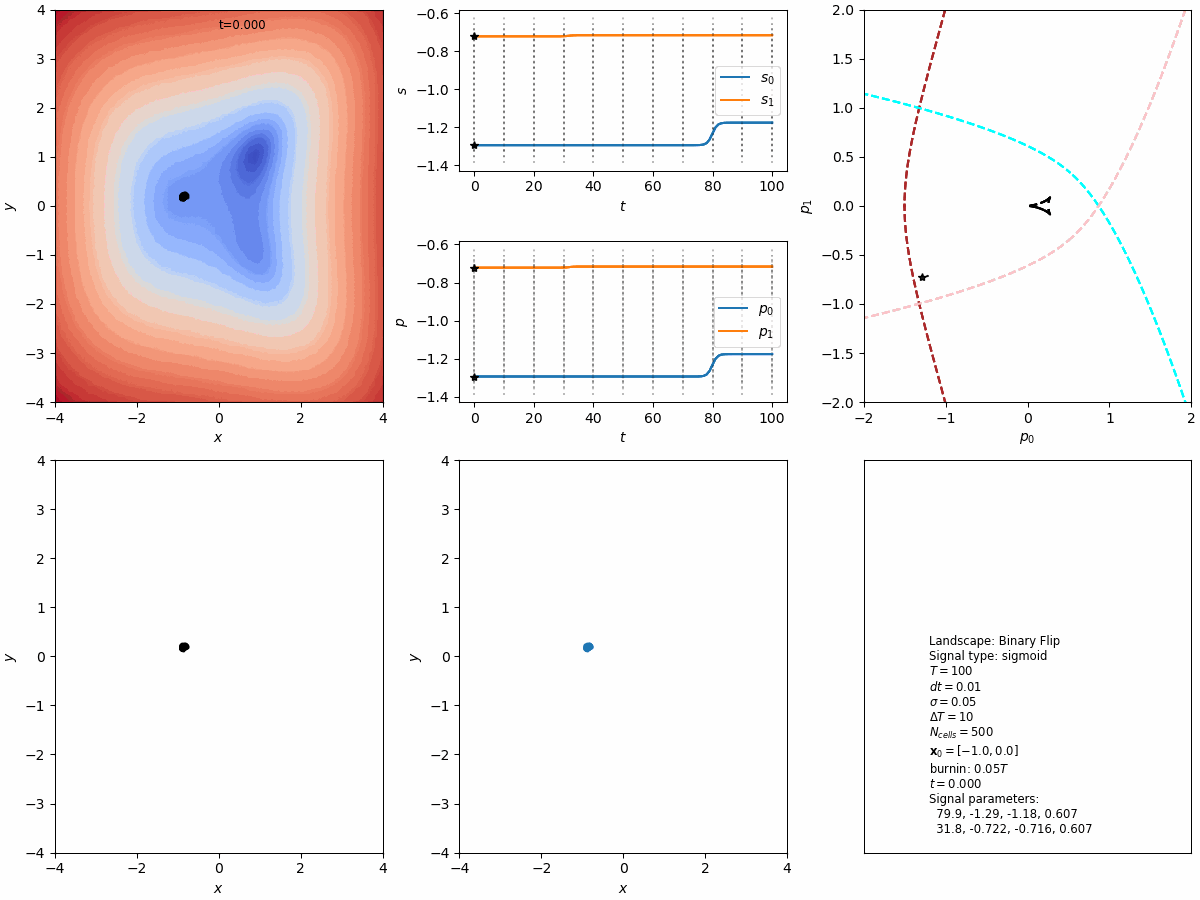 4
3
2
1
0
−1
−2
−3
−4
y
t=0.000
−4
−2
0
2
4
x
−0.6
−0.8
−1.0
−1.2
−1.4
s
s₀
s₁
0
20
40
60
80
100
t
−0.6
−0.8
−1.0
−1.2
−1.4
p
p₀
p₁
0
20
40
60
80
100
t
2.0
1.5
1.0
0.5
0.0
−0.5
−1.0
−1.5
−2.0
p₁
−2
−1
0
1
2
p₀
4
3
2
1
0
−1
−2
−3
−4
y
−4
−2
0
2
4
x
4
3
2
1
0
−1
−2
−3
−4
y
−4
−2
0
2
4
x
Landscape: Binary Flip
Signal type: sigmoid
T = 100
dt = 0.01
σ = 0.05
ΔT = 10
N_cells = 500
x₀ = [−1.0, 0.0]
burnin: 0.05T
t = 0.000
Signal parameters:
79.9, -1.29, -1.18, 0.607
31.8, -0.722, -0.716, 0.607